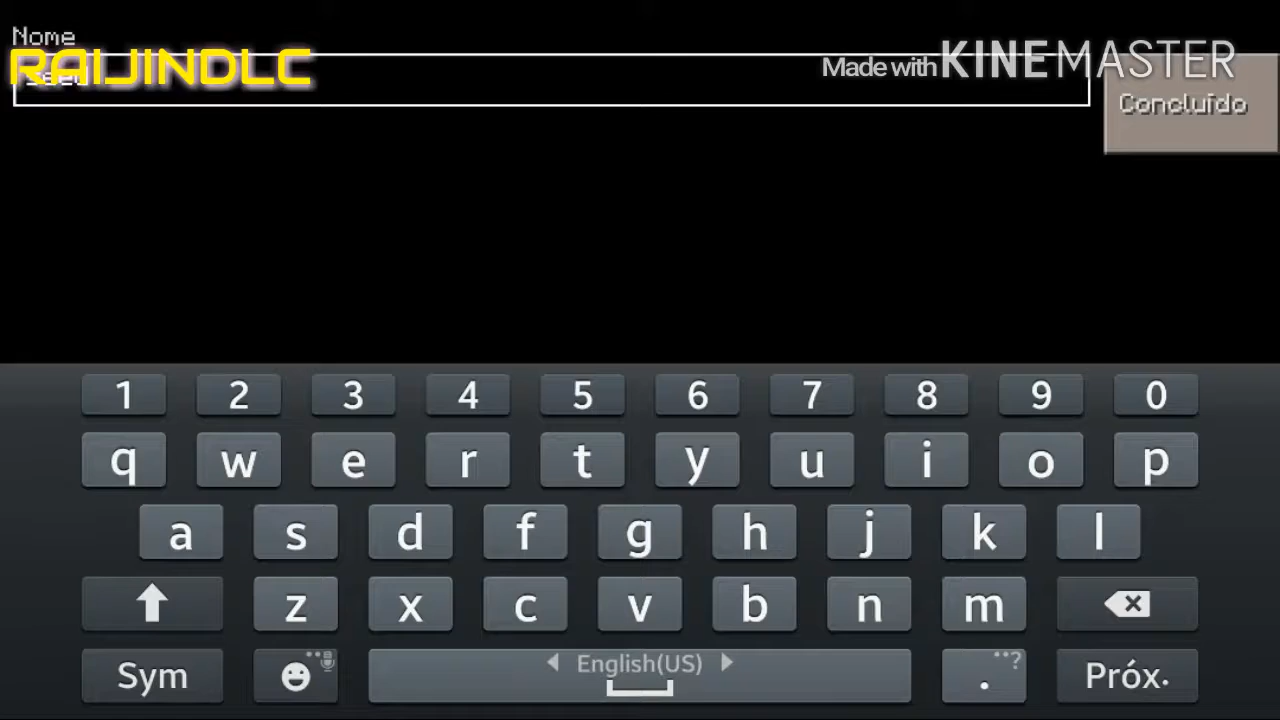 Nome
RAIJINDLC
Made with KINEMASTER
Concluído
1 2 3 4 5 6 7 8 9 0
q w e r t y u i o p
a s d f g h j k l
z x c v b n m
Sym English(US) . Próx.